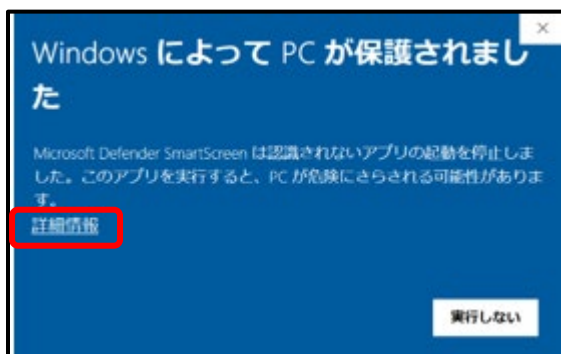 Windows によって PC が保護されまし
た
Microsoft Defender SmartScreen は認識されないアプリの起動を停止しま
した。このアプリを実行すると、PC が危険にさらされる可能性がありま
す。
詳細情報
実行しない